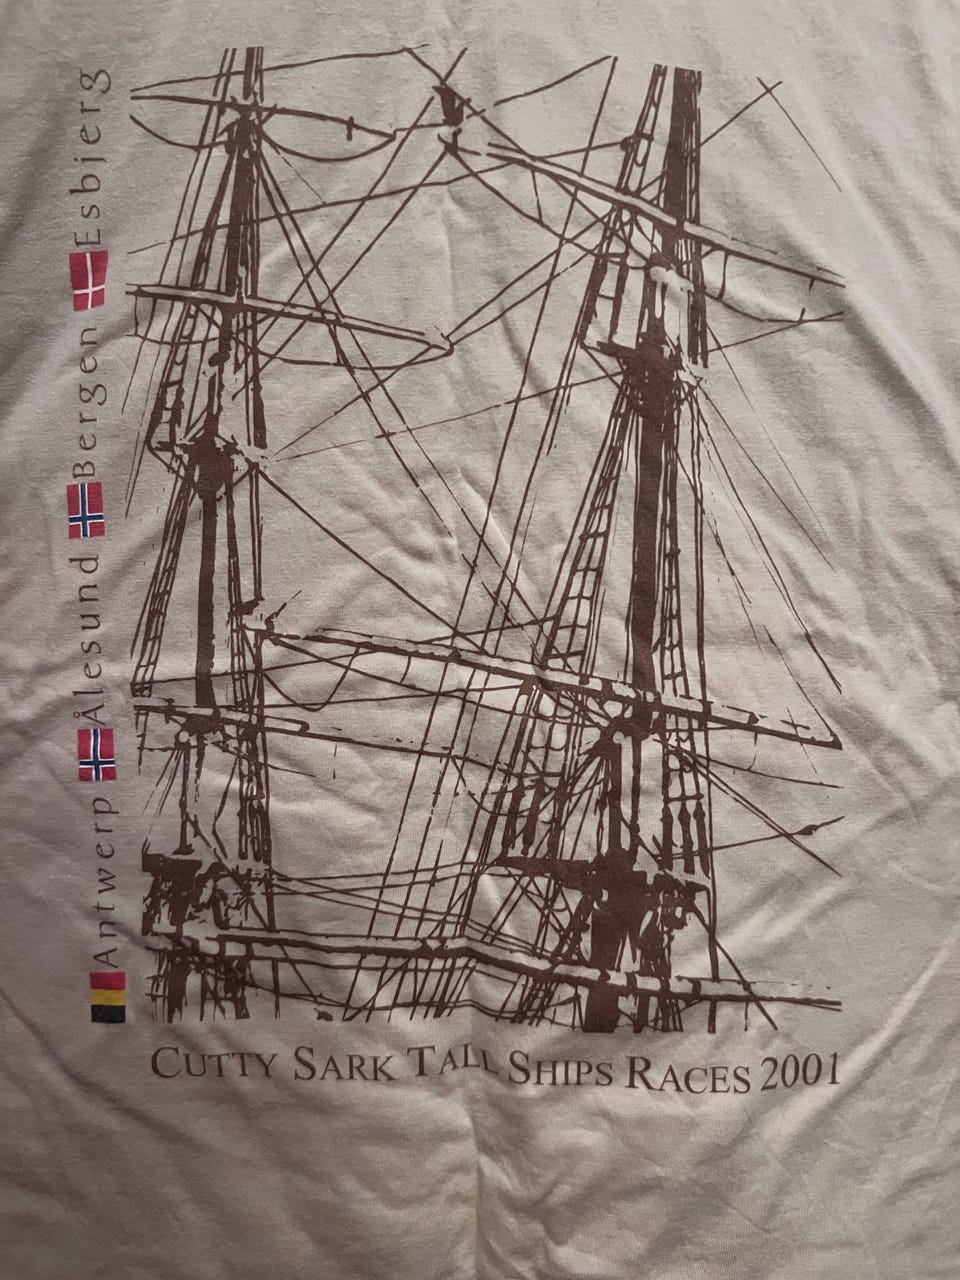 Antwerp Ålesund Bergen Esbjerg
CUTTY SARK TALL SHIPS RACES 2001